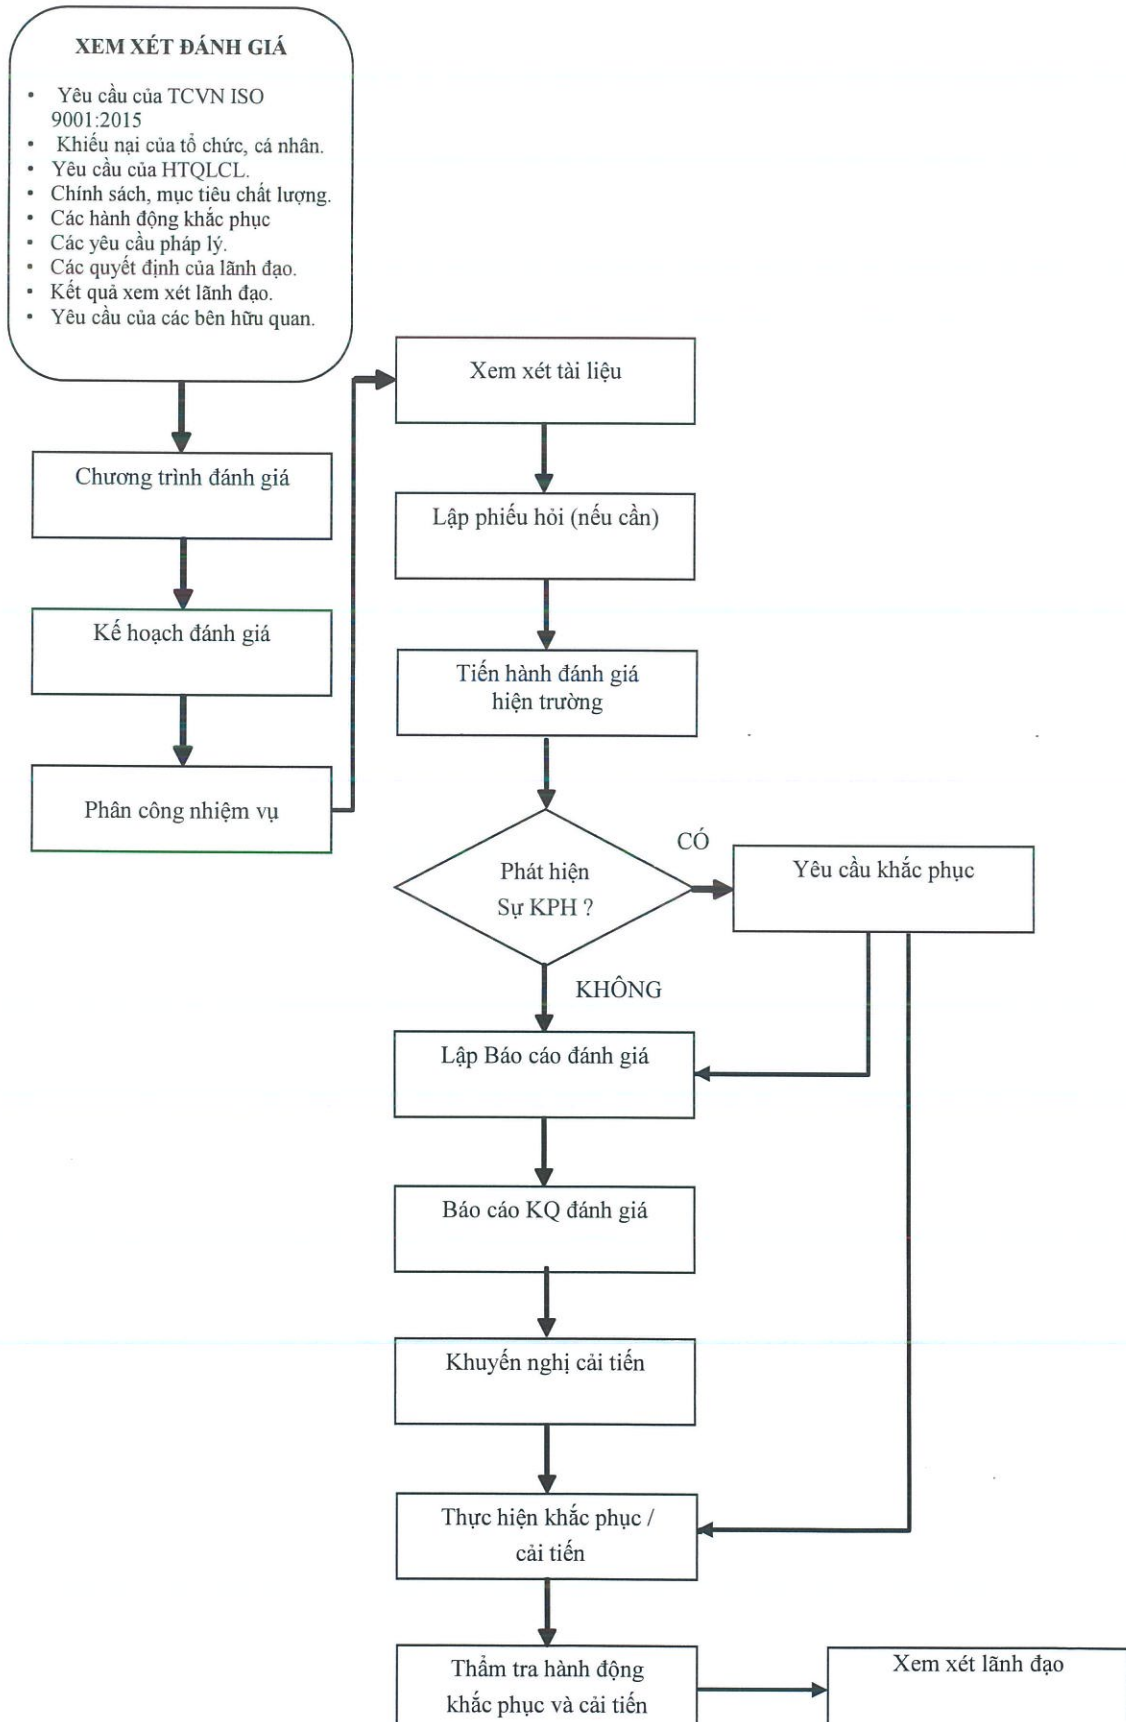 XEM XÉT ĐÁNH GIÁ
• Yêu cầu của TCVN ISO
9001:2015
• Khiếu nại của tổ chức, cá nhân.
• Yêu cầu của HTQLCL.
• Chính sách, mục tiêu chất lượng.
• Các hành động khắc phục
• Các yêu cầu pháp lý.
• Các quyết định của lãnh đạo.
• Kết quả xem xét lãnh đạo.
• Yêu cầu của các bên hữu quan.
Chương trình đánh giá
Kế hoạch đánh giá
Phân công nhiệm vụ
Xem xét tài liệu
Lập phiếu hỏi (nếu cần)
Tiến hành đánh giá
hiện trường
Phát hiện
Sự KPH ?
CÓ
Yêu cầu khắc phục
KHÔNG
Lập Báo cáo đánh giá
Báo cáo KQ đánh giá
Khuyến nghị cải tiến
Thực hiện khắc phục /
cải tiến
Thẩm tra hành động
khắc phục và cải tiến
Xem xét lãnh đạo